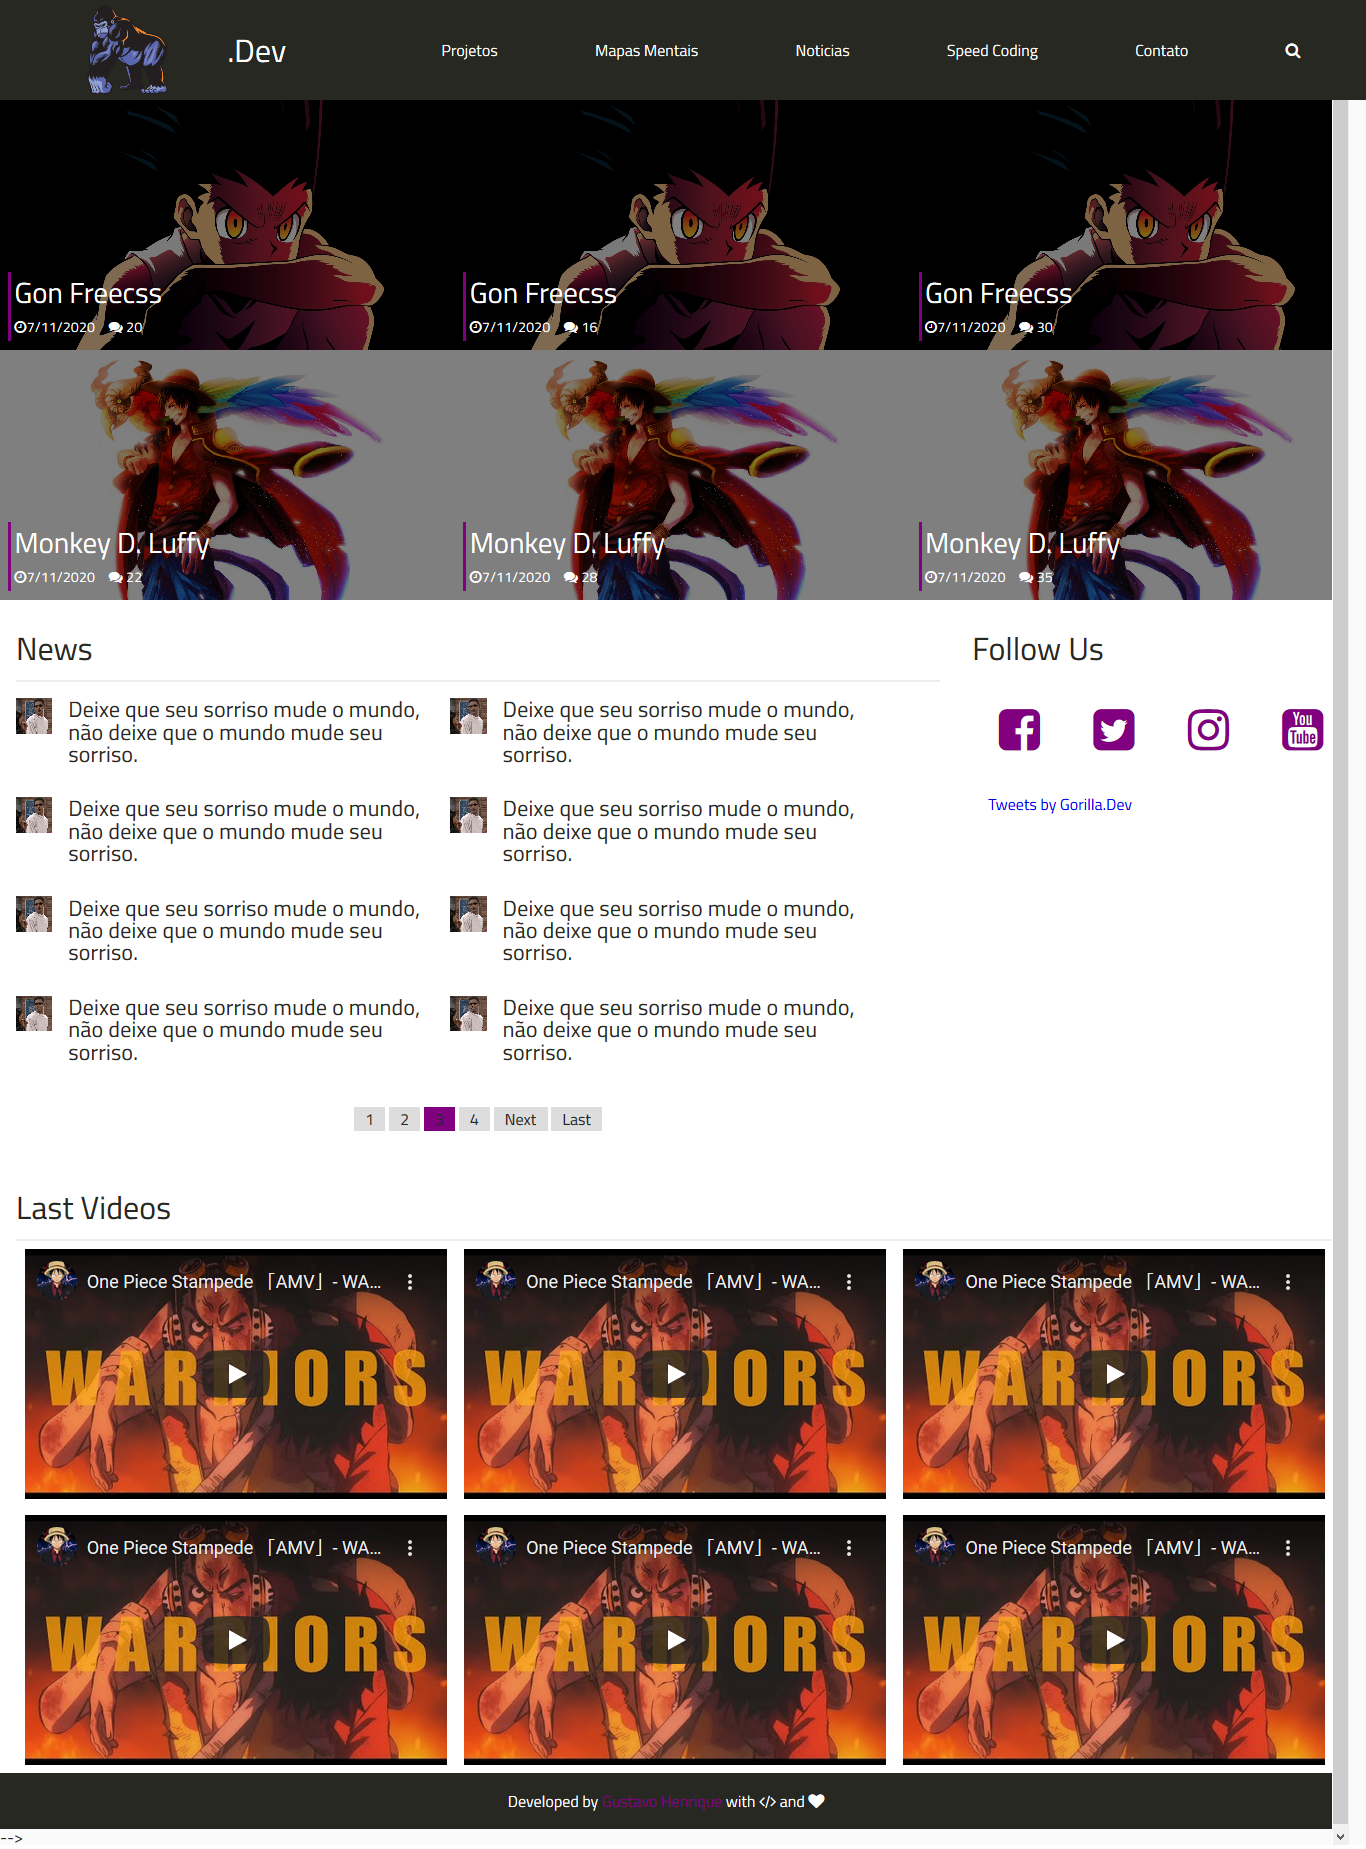 .Dev
Projetos
Mapas Mentais
Noticias
Speed Coding
Contato
Gon Freecss
7/11/2020 20
Gon Freecss
7/11/2020 16
Gon Freecss
7/11/2020 30
Monkey D. Luffy
7/11/2020 22
Monkey D. Luffy
7/11/2020 28
Monkey D. Luffy
7/11/2020 35
News
Deixe que seu sorriso mude o mundo,
não deixe que o mundo mude seu
sorriso.
Deixe que seu sorriso mude o mundo,
não deixe que o mundo mude seu
sorriso.
Deixe que seu sorriso mude o mundo,
não deixe que o mundo mude seu
sorriso.
Deixe que seu sorriso mude o mundo,
não deixe que o mundo mude seu
sorriso.
Deixe que seu sorriso mude o mundo,
não deixe que o mundo mude seu
sorriso.
Deixe que seu sorriso mude o mundo,
não deixe que o mundo mude seu
sorriso.
Deixe que seu sorriso mude o mundo,
não deixe que o mundo mude seu
sorriso.
Deixe que seu sorriso mude o mundo,
não deixe que o mundo mude seu
sorriso.
1 2 3 4 Next Last
Follow Us
You
Tube
Tweets by Gorilla.Dev
Last Videos
One Piece Stampede 「AMV」 - WA...
WARRIORS
One Piece Stampede 「AMV」 - WA...
WARRIORS
One Piece Stampede 「AMV」 - WA...
WARRIORS
One Piece Stampede 「AMV」 - WA...
WARRIORS
One Piece Stampede 「AMV」 - WA...
WARRIORS
One Piece Stampede 「AMV」 - WA...
WARRIORS
Developed by Gustavo Henrique with </> and
-->